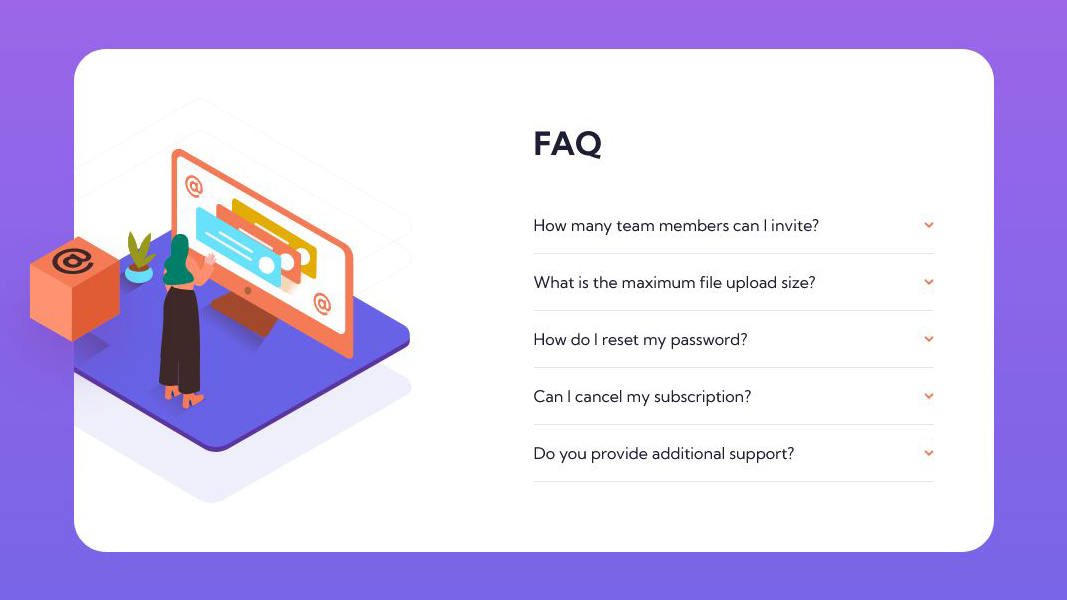 FAQ
How many team members can I invite?
What is the maximum file upload size?
How do I reset my password?
Can I cancel my subscription?
Do you provide additional support?
@
@
@